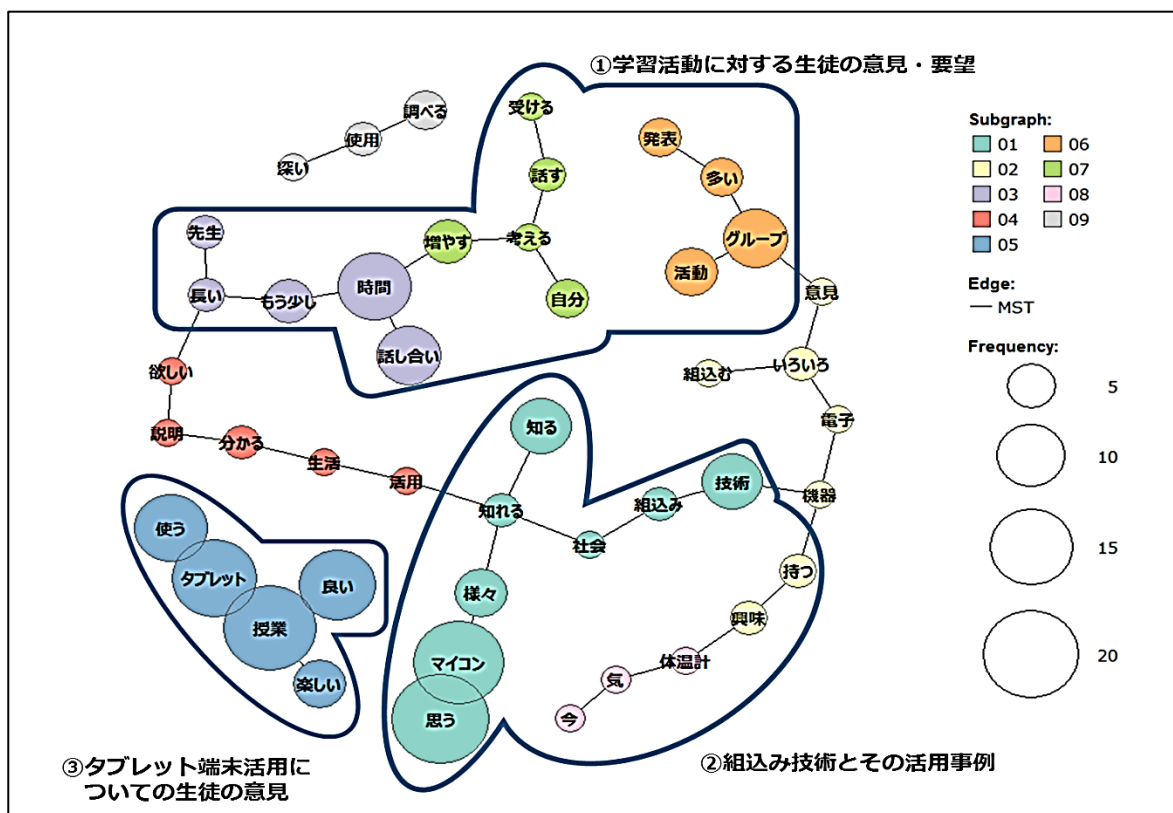 ①学習活動に対する生徒の意見・要望
受ける
調べる
使用
深い
発表
話す
多い
先生
増やす
考える
グループ
活動
長い
もう少し
時間
自分
意見
話し合い
欲しい
組込む
いろいろ
説明
分かる
生活
活用
知る
電子
技術
機器
知れる
組込み
社会
使う
タブレット
良い
授業
楽しい
様々
持つ
興味
マイコン
体温計
気
思う
今
②組込み技術とその活用事例
③タブレット端末活用に
ついての生徒の意見
Subgraph:
01 06
02 07
03 08
04 09
05
Edge:
MST
Frequency:
5
10
15
20